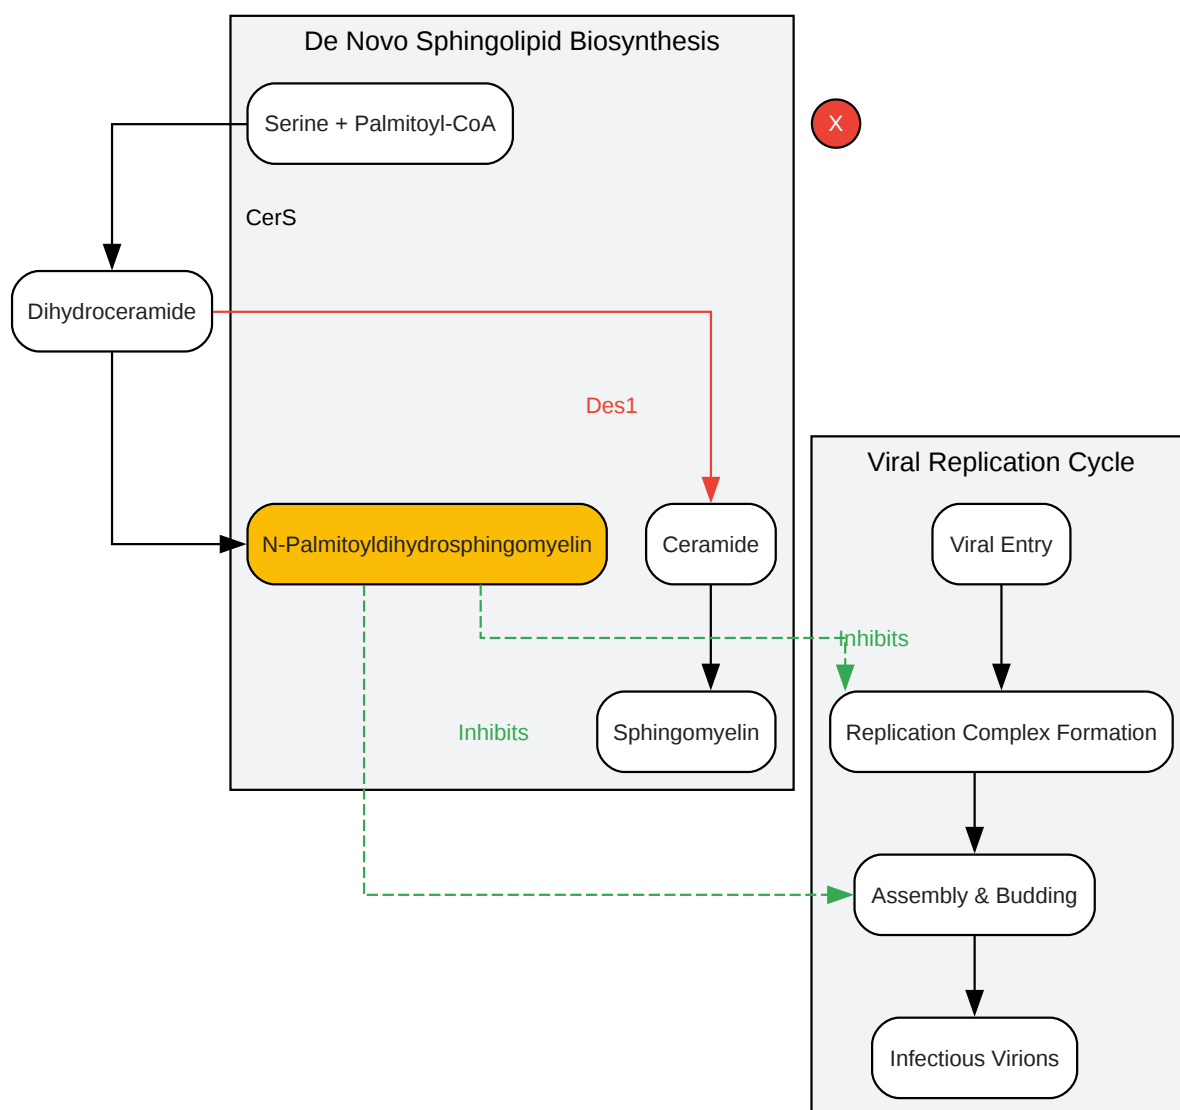 De Novo Sphingolipid Biosynthesis
Serine + Palmitoyl-CoA
X
CerS
Dihydroceramide
Des1
Viral Replication Cycle
N-Palmitoyldihydrosphingomyelin
Ceramide
Viral Entry
Inhibits
Inhibits
Sphingomyelin
Replication Complex Formation
Assembly & Budding
Infectious Virions